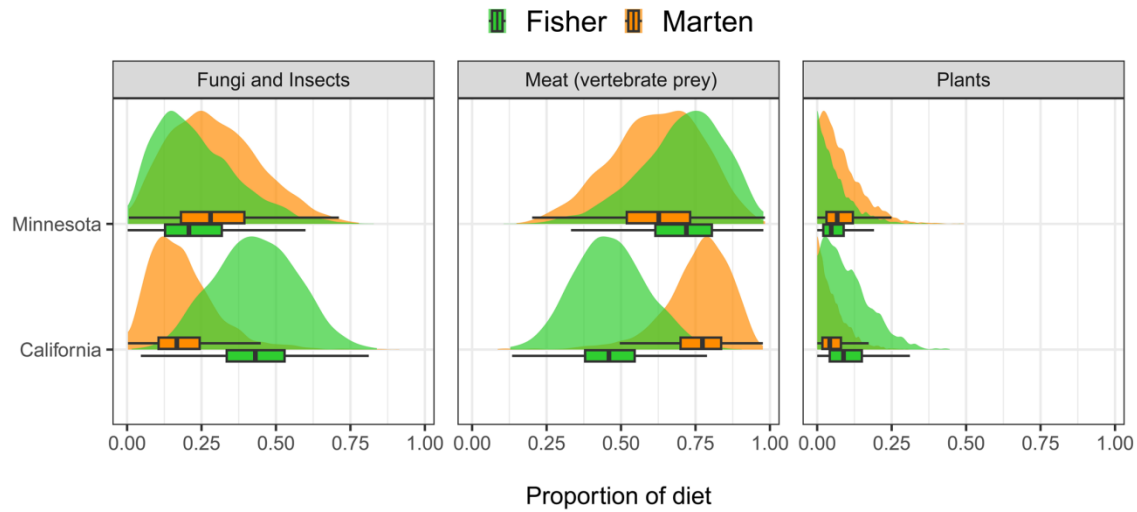 Fisher Marten
Fungi and Insects
Meat (vertebrate prey)
Plants
Minnesota
California
0.00 0.25 0.50 0.75 1.00
0.00 0.25 0.50 0.75 1.00
0.00 0.25 0.50 0.75 1.00
Proportion of diet